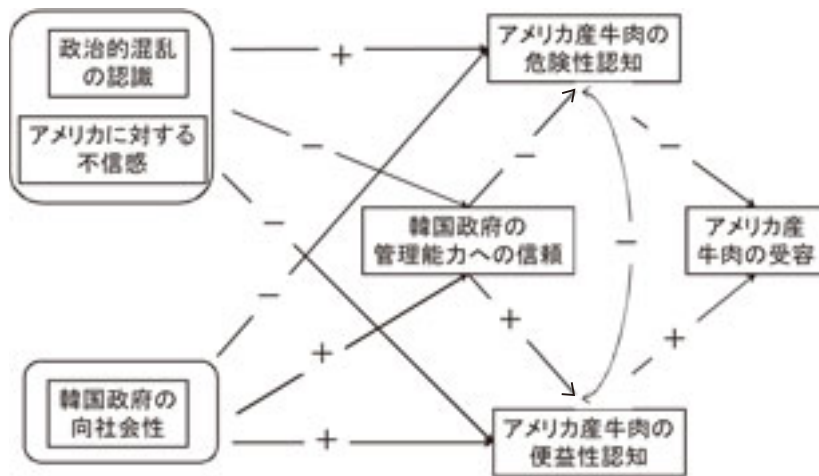 政治的混乱
の認識
アメリカに対する
不信感
+
アメリカ産牛肉の
危険性認知
−
−
−
−
韓国政府の
管理能力への信頼
−
アメリカ産
牛肉の受容
−
+
+
+
韓国政府の
向社会性
+
アメリカ産牛肉の
便益性認知